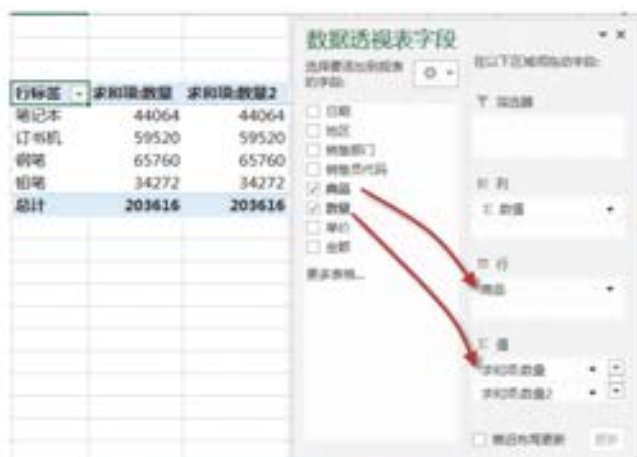 数据透视表字段
选择要添加到报表
的字段:
在以下区域间拖动字段:
行标签 求和项:数量 求和项:数量2
笔记本 44064 44064
订书机 59520 59520
钢笔 65760 65760
铅笔 34272 34272
总计 203616 203616
日期
地区
销售部门
销售员代码
商品
数量
单价
金额
更多表格...
筛选器
列
Σ 数值
行
商品
Σ 值
求和项:数量
求和项:数量2
推迟布局更新 更新